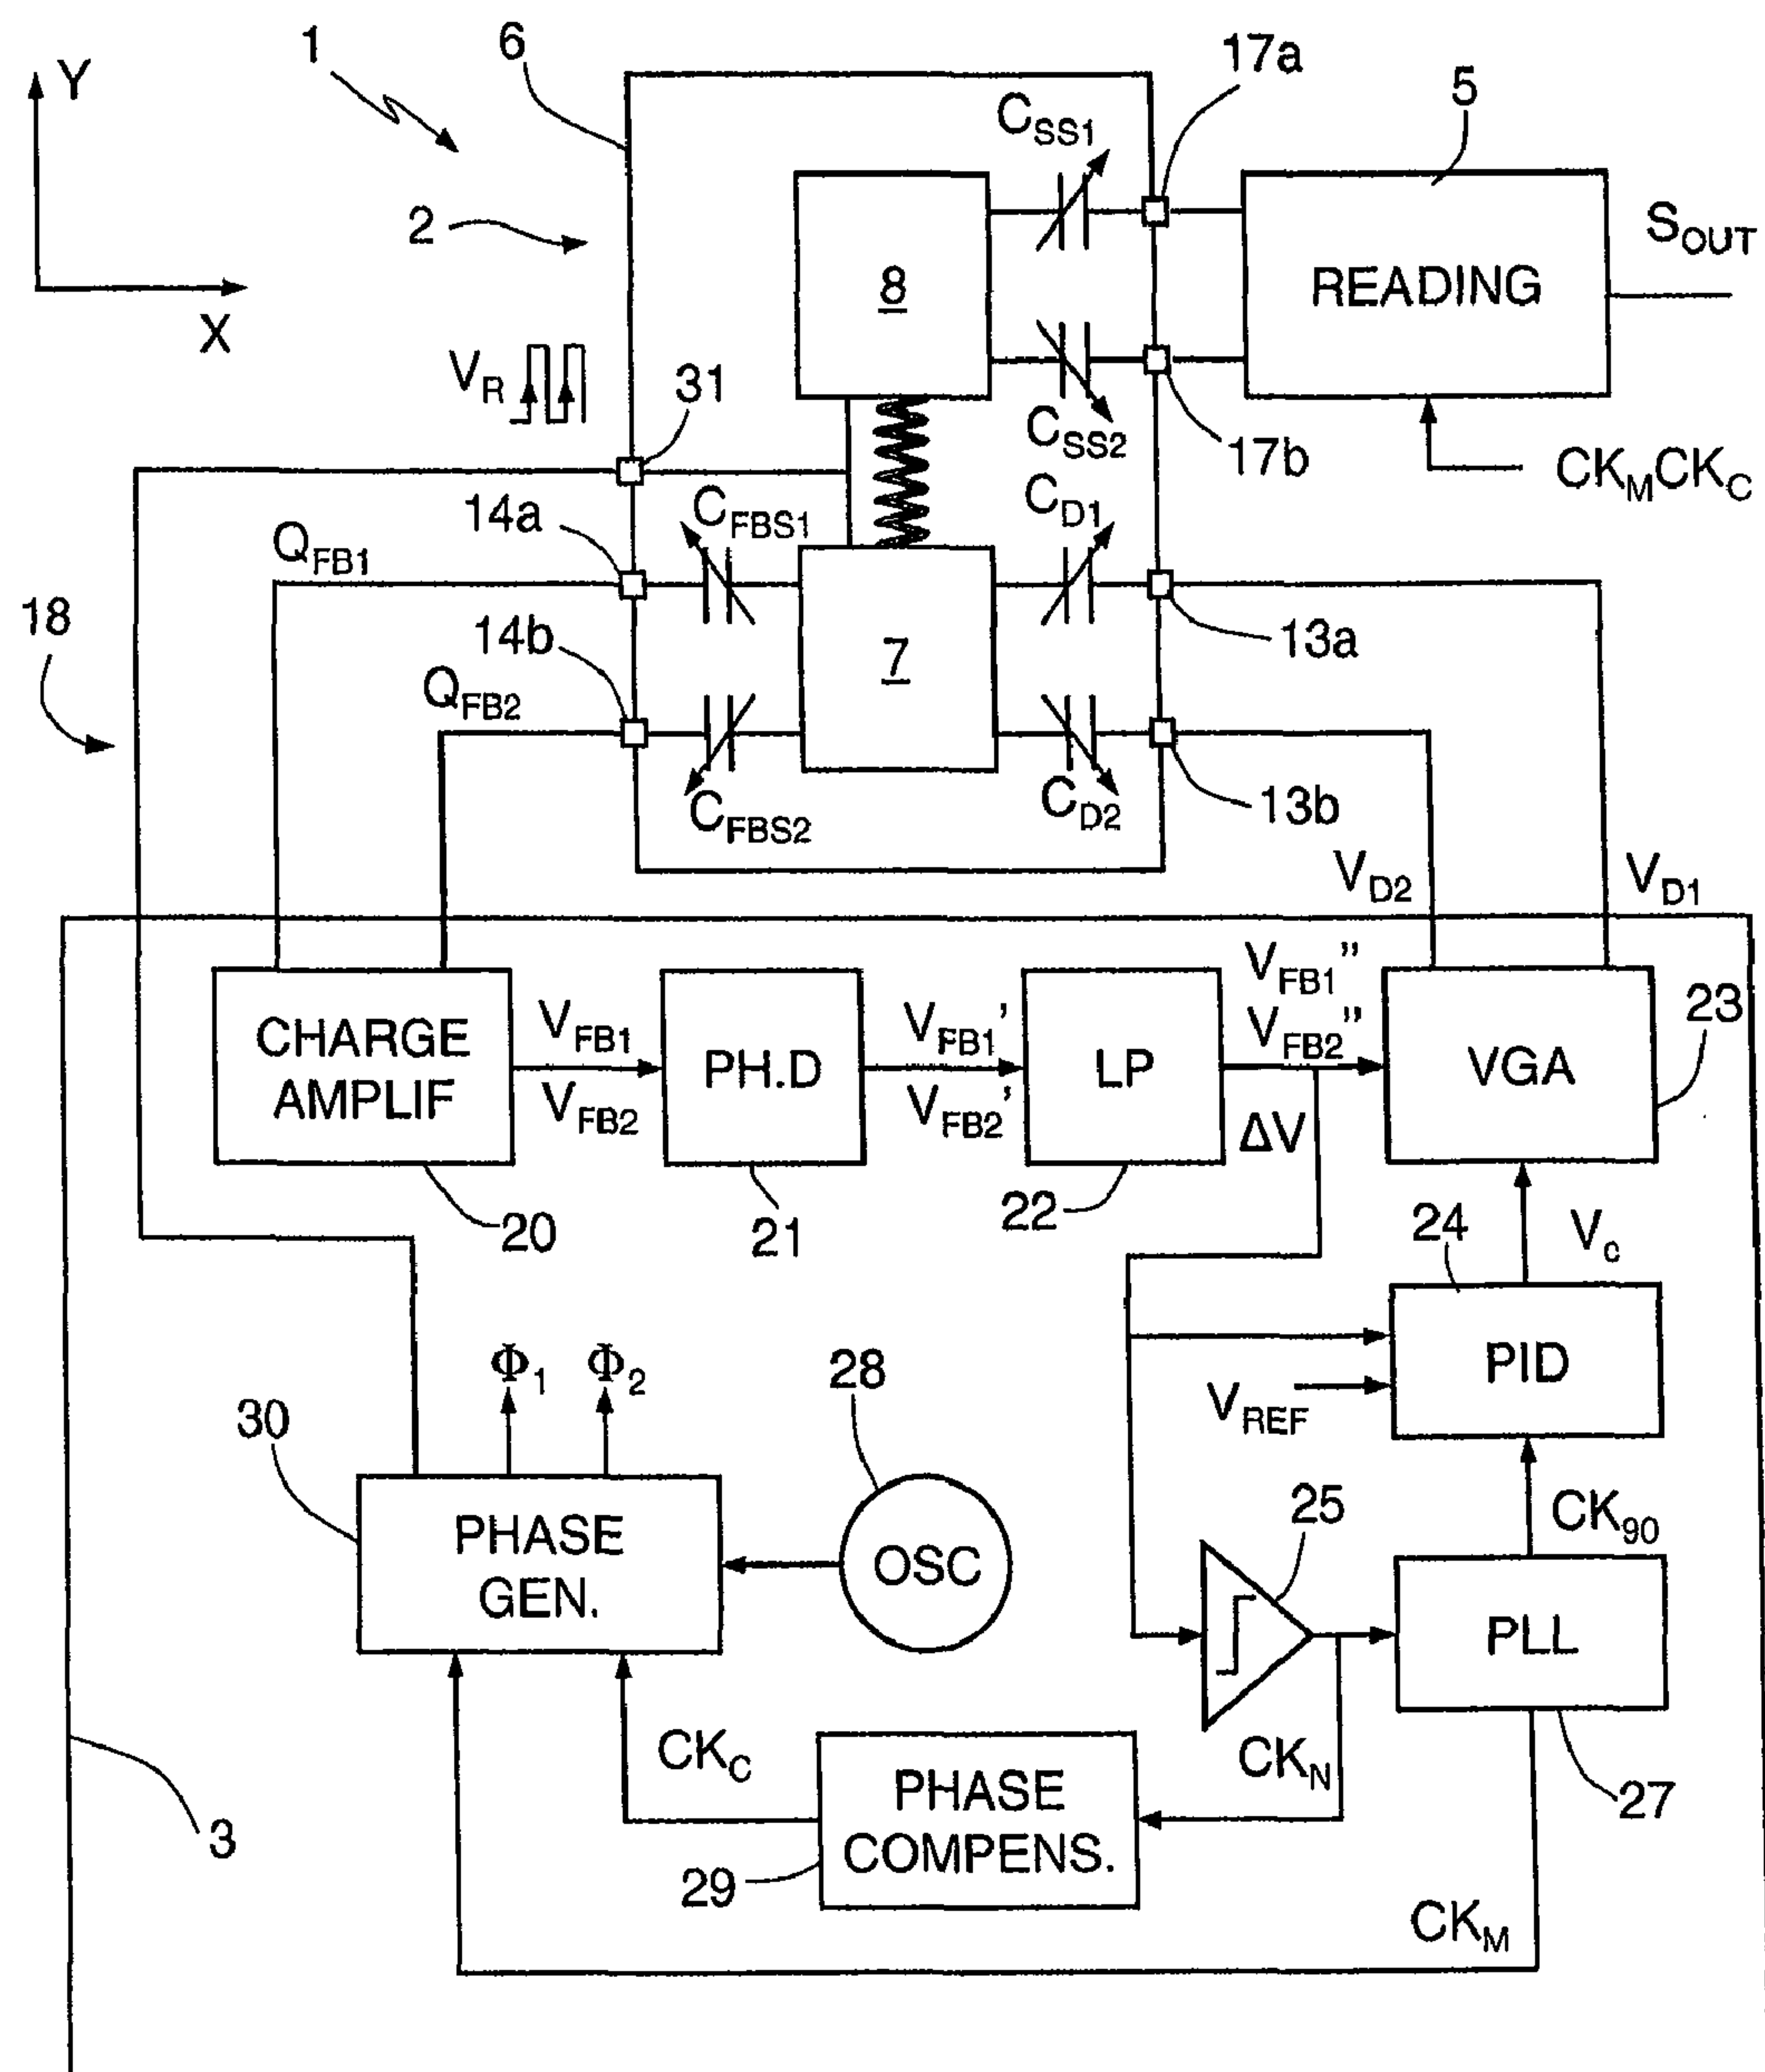 1
6
17a
Y
C_SS1
5
2
S_OUT
8
READING
X
V_R
31
C_SS2
17b
CK_M CK_C
14a
C_FBS1
C_D1
Q_FB1
18
14b
7
13a
Q_FB2
C_FBS2
C_D2
13b
V_D2
V_D1
V_FB1''
V_FB2''
23
CHARGE
AMPLIF
V_FB1
V_FB2
PH.D
V_FB1'
V_FB2'
LP
ΔV
VGA
20
21
22
24
V_c
Φ_1
Φ_2
28
PID
V_REF
30
PHASE
GEN.
OSC
25
CK_90
PLL
CK_C
CK_N
PHASE
COMPENS.
27
3
29
CK_M